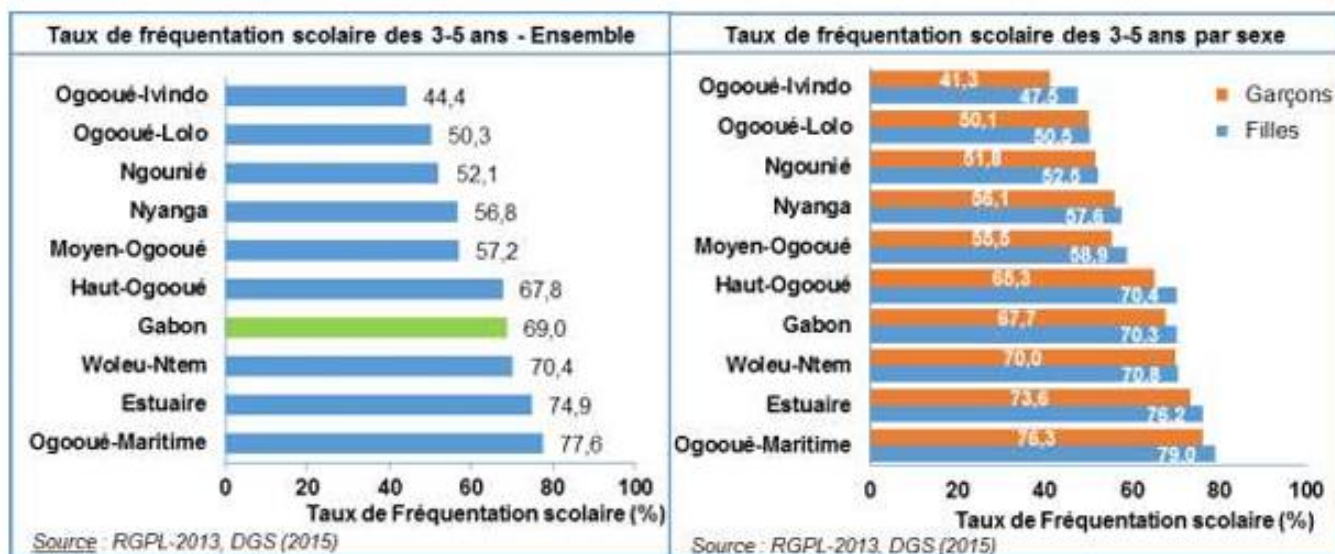 Taux de fréquentation scolaire des 3-5 ans - Ensemble
Ogooué-Ivindo 44,4
Ogooué-Lolo 50,3
Ngounié 52,1
Nyanga 56,8
Moyen-Ogooué 57,2
Haut-Ogooué 67,8
Gabon 69,0
Woleu-Ntem 70,4
Estuaire 74,9
Ogooué-Maritime 77,6
0 20 40 60 80 100
Taux de Fréquentation scolaire (%)
Source : RGPL-2013, DGS (2015)
Taux de fréquentation scolaire des 3-5 ans par sexe
Garçons
Filles
Ogooué-Ivindo 41,3
47,5
Ogooué-Lolo 50,1
50,5
Ngounié 51,8
52,5
Nyanga 56,1
57,6
Moyen-Ogooué 55,5
58,9
Haut-Ogooué 65,3
70,4
Gabon 67,7
70,3
Woleu-Ntem 70,0
70,8
Estuaire 73,6
76,2
Ogooué-Maritime 76,3
79,0
0 20 40 60 80 100
Taux de Fréquentation scolaire (%)
Source : RGPL-2013, DGS (2015)